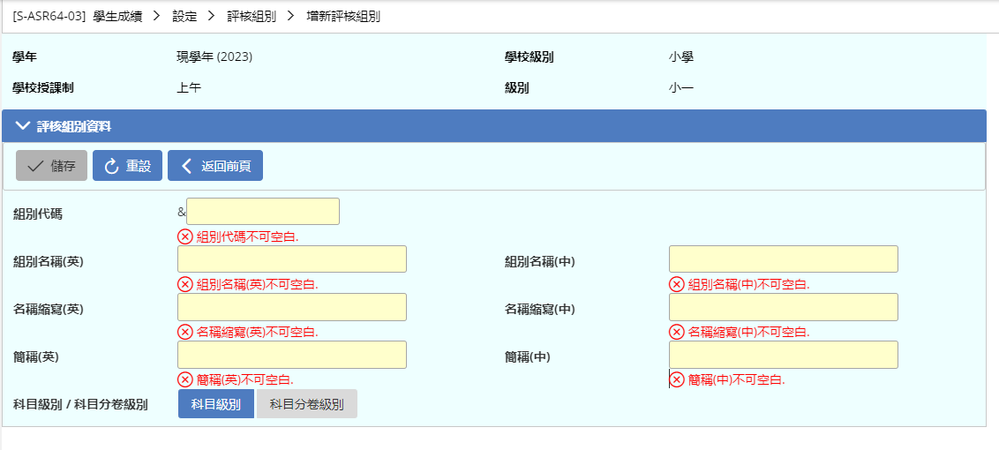 [S-ASR64-03] 學生成績 > 設定 > 評核組別 > 增新評核組別
學年 現學年 (2023) 學校級別 小學
學校授課制 上午 級別 小一
評核組別資料
儲存 重設 返回前頁
組別代碼 &
組別代碼不可空白.
組別名稱(英) 組別名稱(中)
組別名稱(英)不可空白. 組別名稱(中)不可空白.
名稱縮寫(英) 名稱縮寫(中)
名稱縮寫(英)不可空白. 名稱縮寫(中)不可空白.
簡稱(英) 簡稱(中)
簡稱(英)不可空白. 簡稱(中)不可空白.
科目級別 / 科目分卷級別 科目級別 科目分卷級別